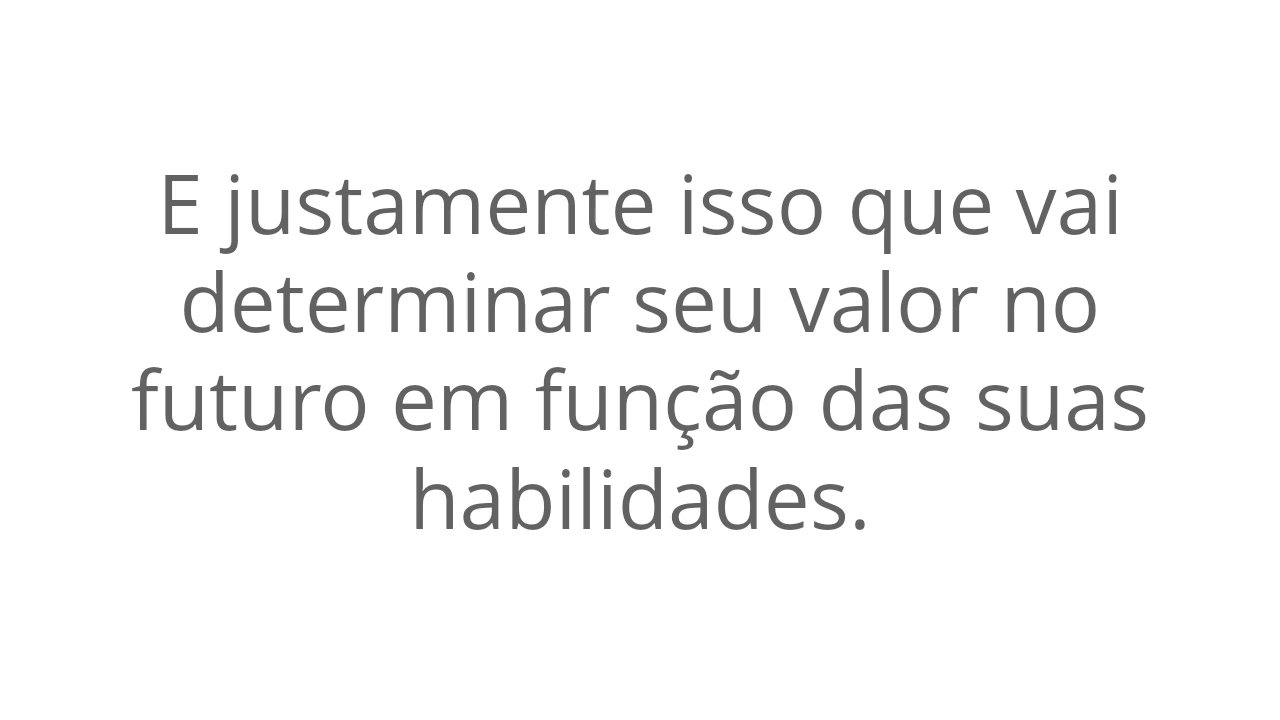 E justamente isso que vai
determinar seu valor no
futuro em função das suas
habilidades.